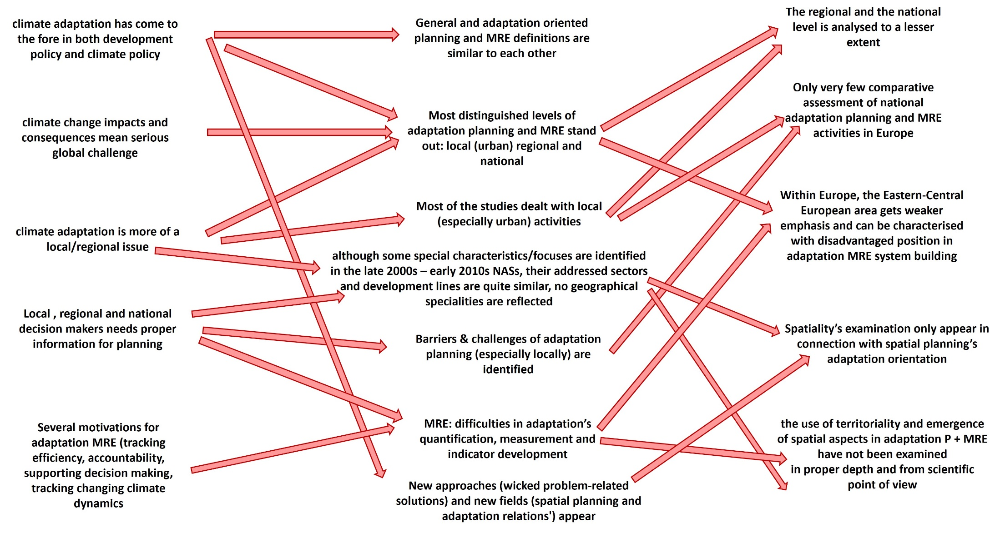 climate adaptation has come to
the fore in both development
policy and climate policy
climate change impacts and
consequences mean serious
global challenge
climate adaptation is more of a
local/regional issue
Local , regional and national
decision makers needs proper
information for planning
Several motivations for
adaptation MRE (tracking
efficiency, accountability,
supporting decision making,
tracking changing climate
dynamics
General and adaptation oriented
planning and MRE definitions are
similar to each other
Most distinguished levels of
adaptation planning and MRE stand
out: local (urban) regional and
national
Most of the studies dealt with local
(especially urban) activities
although some special characteristics/focuses are identified
in the late 2000s – early 2010s NASs, their addressed sectors
and development lines are quite similar, no geographical
specialities are reflected
Barriers & challenges of adaptation
planning (especially locally) are
identified
MRE: difficulties in adaptation’s
quantification, measurement and
indicator development
New approaches (wicked problem-related
solutions) and new fields (spatial planning and
adaptation relations') appear
The regional and the national
level is analysed to a lesser
extent
Only very few comparative
assessment of national
adaptation planning and MRE
activities in Europe
Within Europe, the Eastern-Central
European area gets weaker
emphasis and can be characterised
with disadvantaged position in
adaptation MRE system building
Spatiality’s examination only appear in
connection with spatial planning’s
adaptation orientation
the use of territoriality and emergence
of spatial aspects in adaptation P + MRE
have not been examined
in proper depth and from scientific
point of view